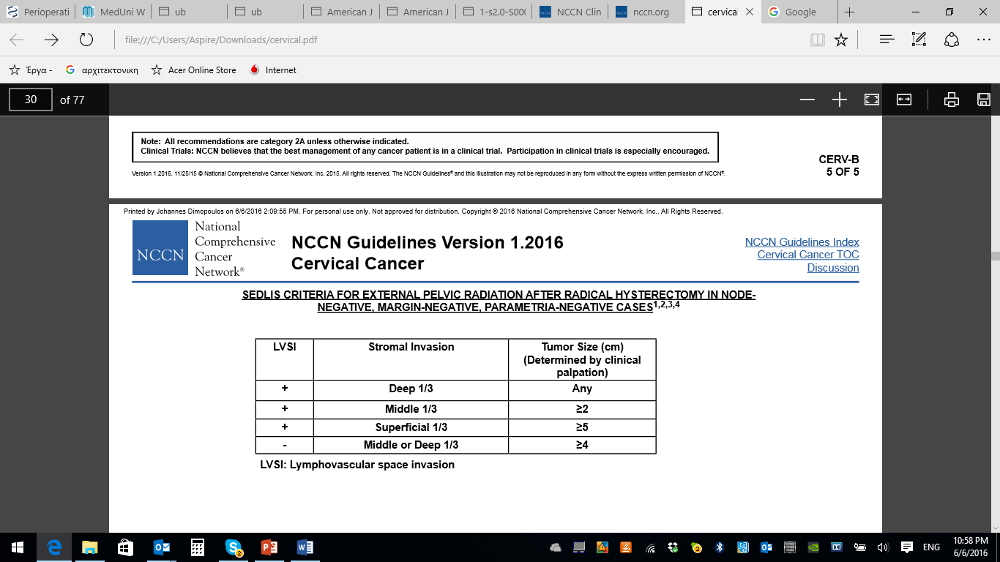 Perioperati
MedUni W
ub
ub
American J
American J
1-s2.0-S000
NCCN Clin
nccn.org
cervical
Google
file:///C:/Users/Aspire/Downloads/cervical.pdf
Έργα -
αρχιτεκτονικη
Acer Online Store
Internet
30 of 77
Note: All recommendations are category 2A unless otherwise indicated.
Clinical Trials: NCCN believes that the best management of any cancer patient is in a clinical trial. Participation in clinical trials is especially encouraged.
Version 1.2016, 11/25/15 © National Comprehensive Cancer Network, Inc. 2015, All rights reserved. The NCCN Guidelines® and this illustration may not be reproduced in any form without the express written permission of NCCN®.
CERV-B
5 OF 5
Printed by Johannes Dimopoulos on 6/6/2016 2:09:55 PM. For personal use only. Not approved for distribution. Copyright © 2016 National Comprehensive Cancer Network, Inc., All Rights Reserved.
NCCN
National
Comprehensive
Cancer
Network®
NCCN Guidelines Version 1.2016
Cervical Cancer
NCCN Guidelines Index
Cervical Cancer TOC
Discussion
SEDLIS CRITERIA FOR EXTERNAL PELVIC RADIATION AFTER RADICAL HYSTERECTOMY IN NODE-
NEGATIVE, MARGIN-NEGATIVE, PARAMETRIA-NEGATIVE CASES1,2,3,4
LVSI Stromal Invasion Tumor Size (cm)
(Determined by clinical
palpation)
+ Deep 1/3 Any
+ Middle 1/3 ≥2
+ Superficial 1/3 ≥5
- Middle or Deep 1/3 ≥4
LVSI: Lymphovascular space invasion
ENG
10:58 PM
6/6/2016